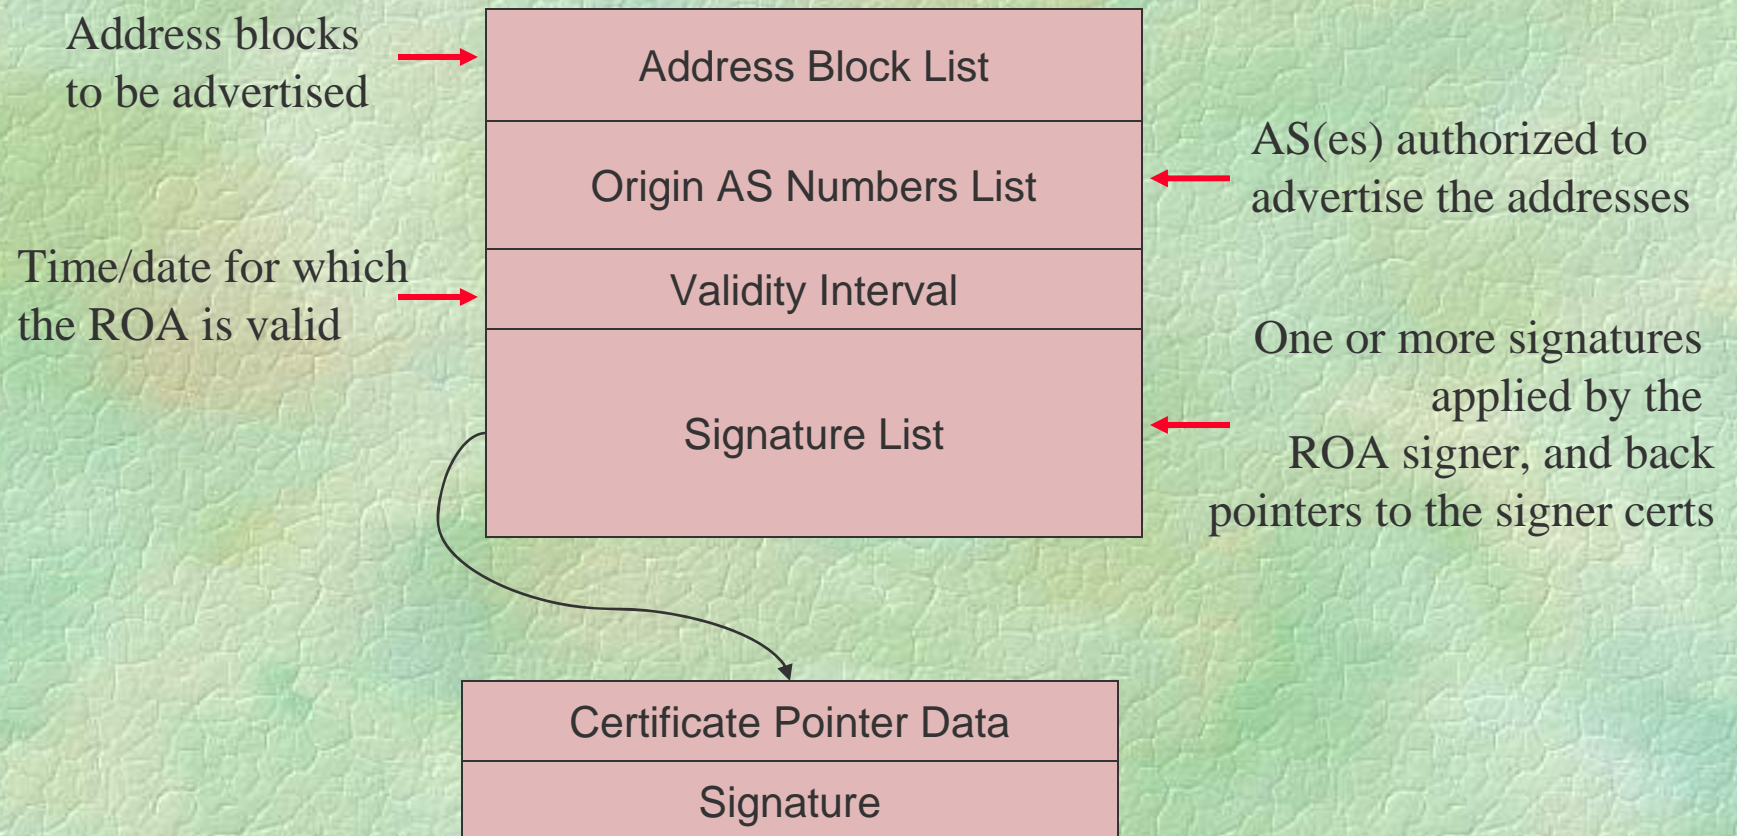 Address blocks
to be advertised
Address Block List
Origin AS Numbers List
AS(es) authorized to
advertise the addresses
Time/date for which
the ROA is valid
Validity Interval
Signature List
One or more signatures
applied by the
ROA signer, and back
pointers to the signer certs
Certificate Pointer Data
Signature